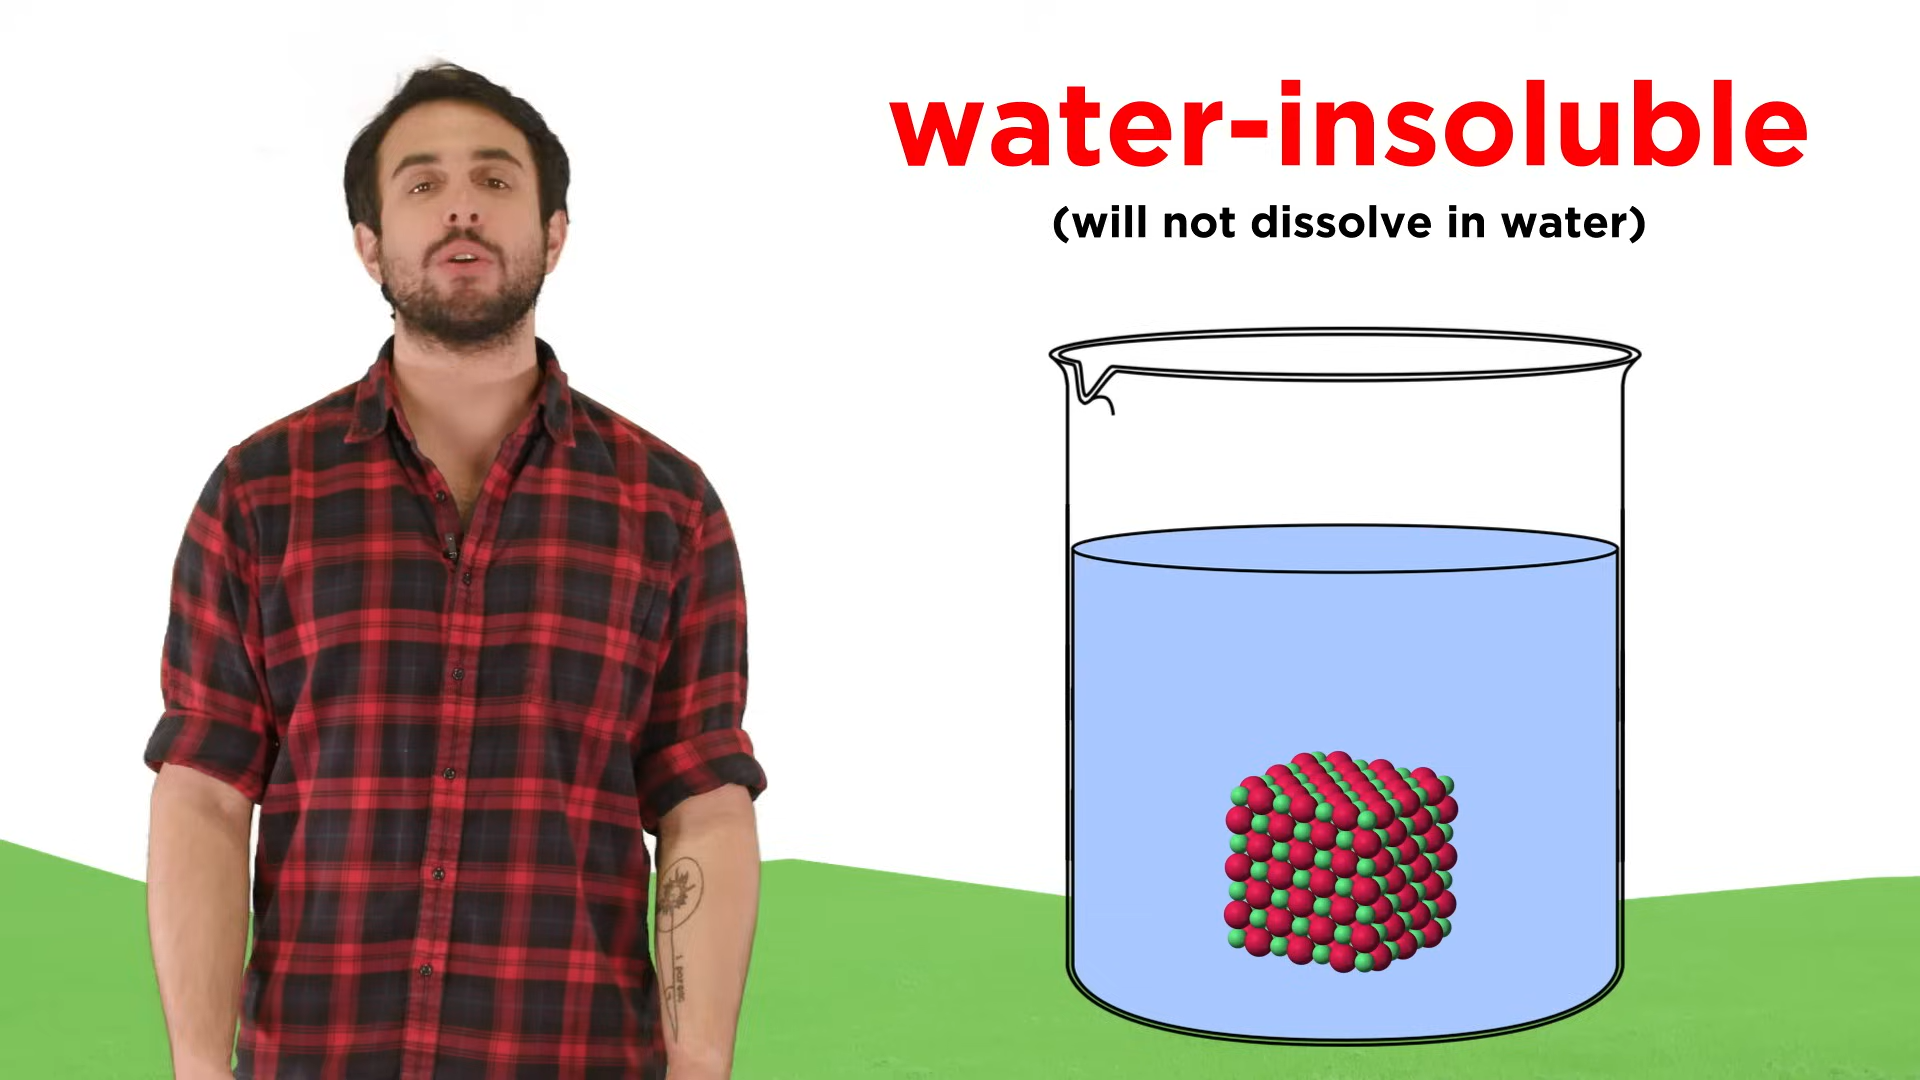 water-insoluble
(will not dissolve in water)